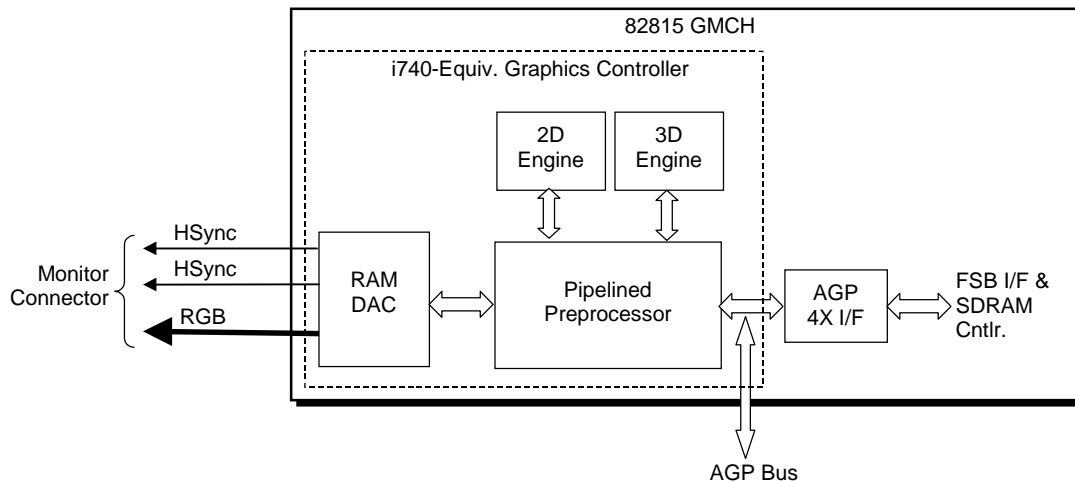 82815 GMCH
i740-Equiv. Graphics Controller
2D
Engine
3D
Engine
HSync
HSync
RGB
Monitor
Connector
RAM
DAC
Pipelined
Preprocessor
AGP
4X I/F
FSB I/F &
SDRAM
Cntlr.
AGP Bus